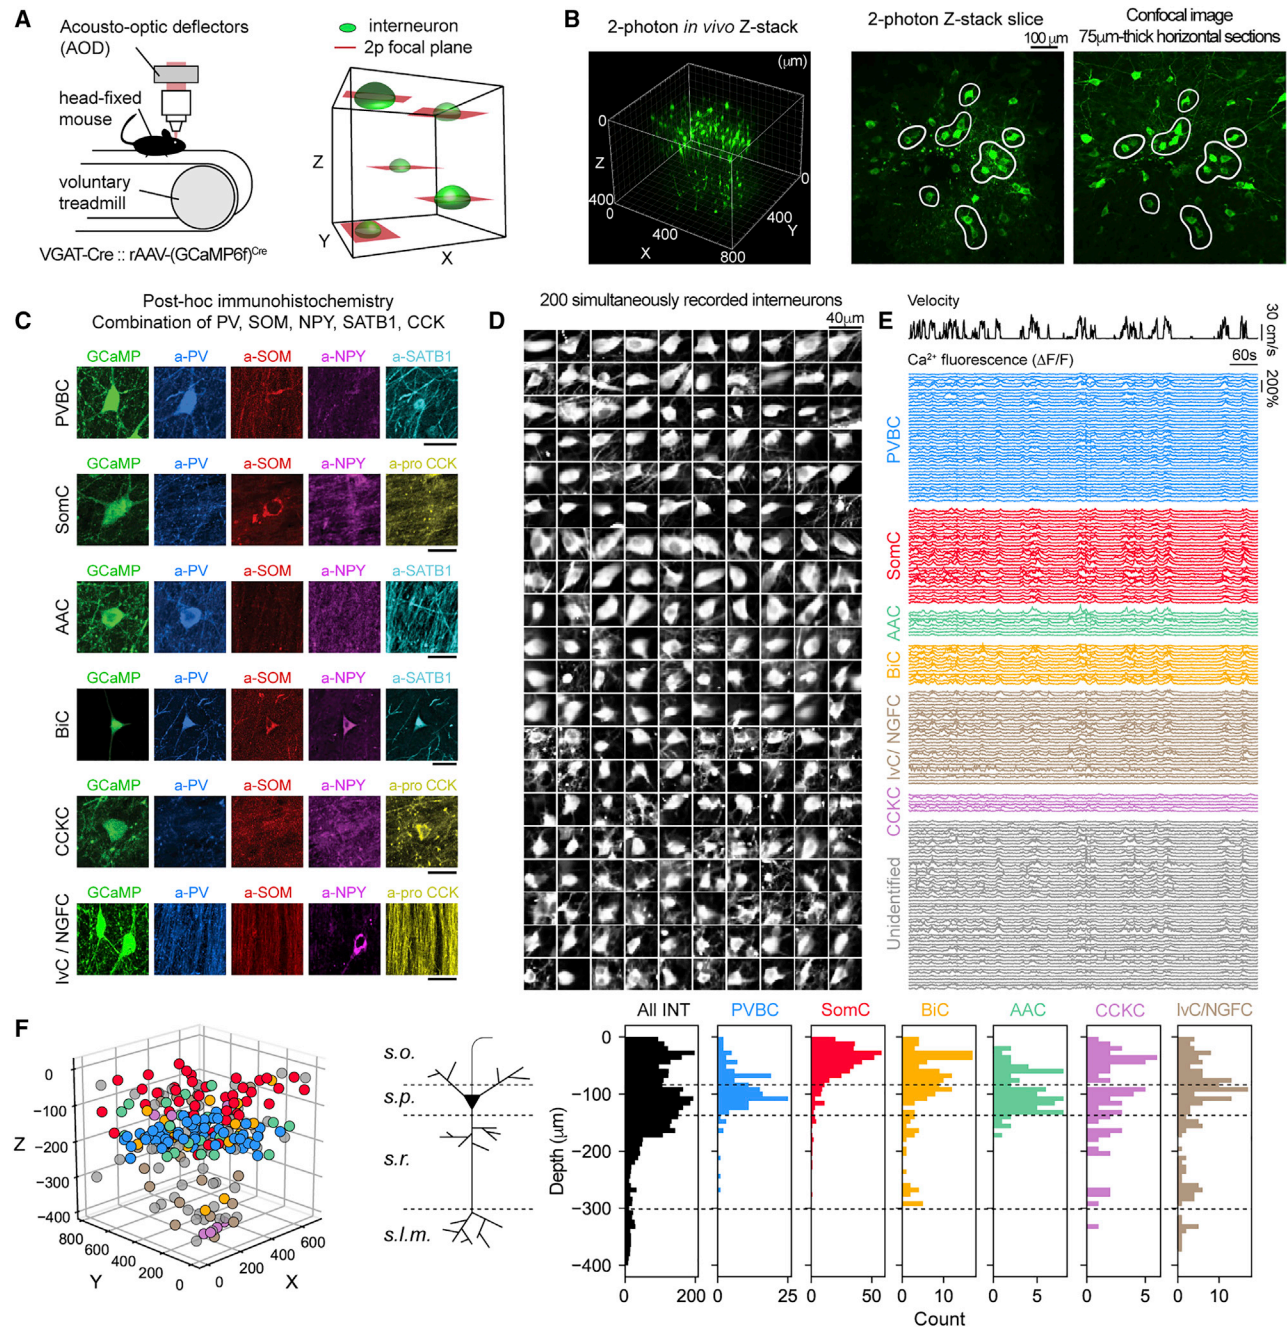 A
Acousto-optic deflectors
(AOD)
head-fixed
mouse
voluntary
treadmill
VGAT-Cre :: rAAV-(GCaMP6f)Cre
interneuron
2p focal plane
Z
Y
X
B
2-photon in vivo Z-stack
(μm)
0
Z
400
0
400
X
800
400
Y
0
2-photon Z-stack slice
100 μm
Confocal image
75μm-thick horizontal sections
C
Post-hoc immunohistochemistry
Combination of PV, SOM, NPY, SATB1, CCK
GCaMP a-PV a-SOM a-NPY a-SATB1
PVBC
GCaMP a-PV a-SOM a-NPY a-pro CCK
SomC
GCaMP a-PV a-SOM a-NPY a-SATB1
AAC
GCaMP a-PV a-SOM a-NPY a-SATB1
BiC
GCaMP a-PV a-SOM a-NPY a-pro CCK
CCKC
GCaMP a-PV a-SOM a-NPY a-pro CCK
IvC / NGFC
D
200 simultaneously recorded interneurons
40μm
E
Velocity
30 cm/s
Ca2+ fluorescence (ΔF/F)
60s
200%
PVBC
SomC
AAC
BiC
IvC/ NGFC
CCKC
Unidentified
F
0
−100
−200
−300
−400
Z
800
600
400
200
0
Y
0
200
400
600
X
s.o.
s.p.
s.r.
s.l.m.
All INT PVBC SomC BiC AAC CCKC IvC/NGFC
Depth (μm)
0
−100
−200
−300
−400
0 200 0 25 0 50 0 10 0 5 0 5 0 10
Count